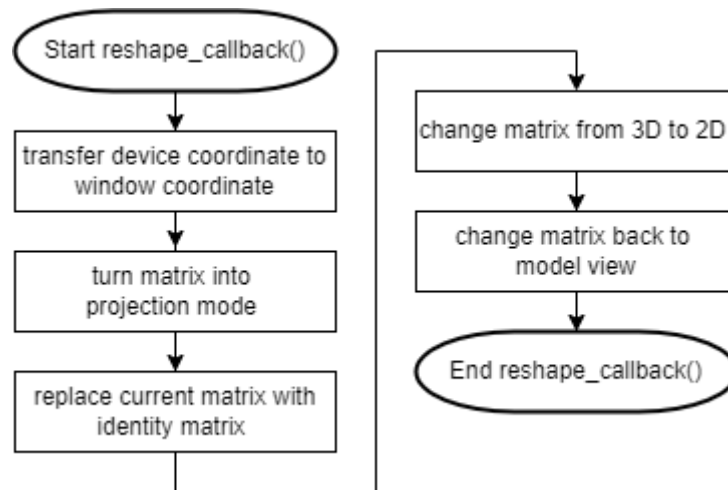 Start reshape_callback()
transfer device coordinate to
window coordinate
turn matrix into
projection mode
replace current matrix with
identity matrix
change matrix from 3D to 2D
change matrix back to
model view
End reshape_callback()